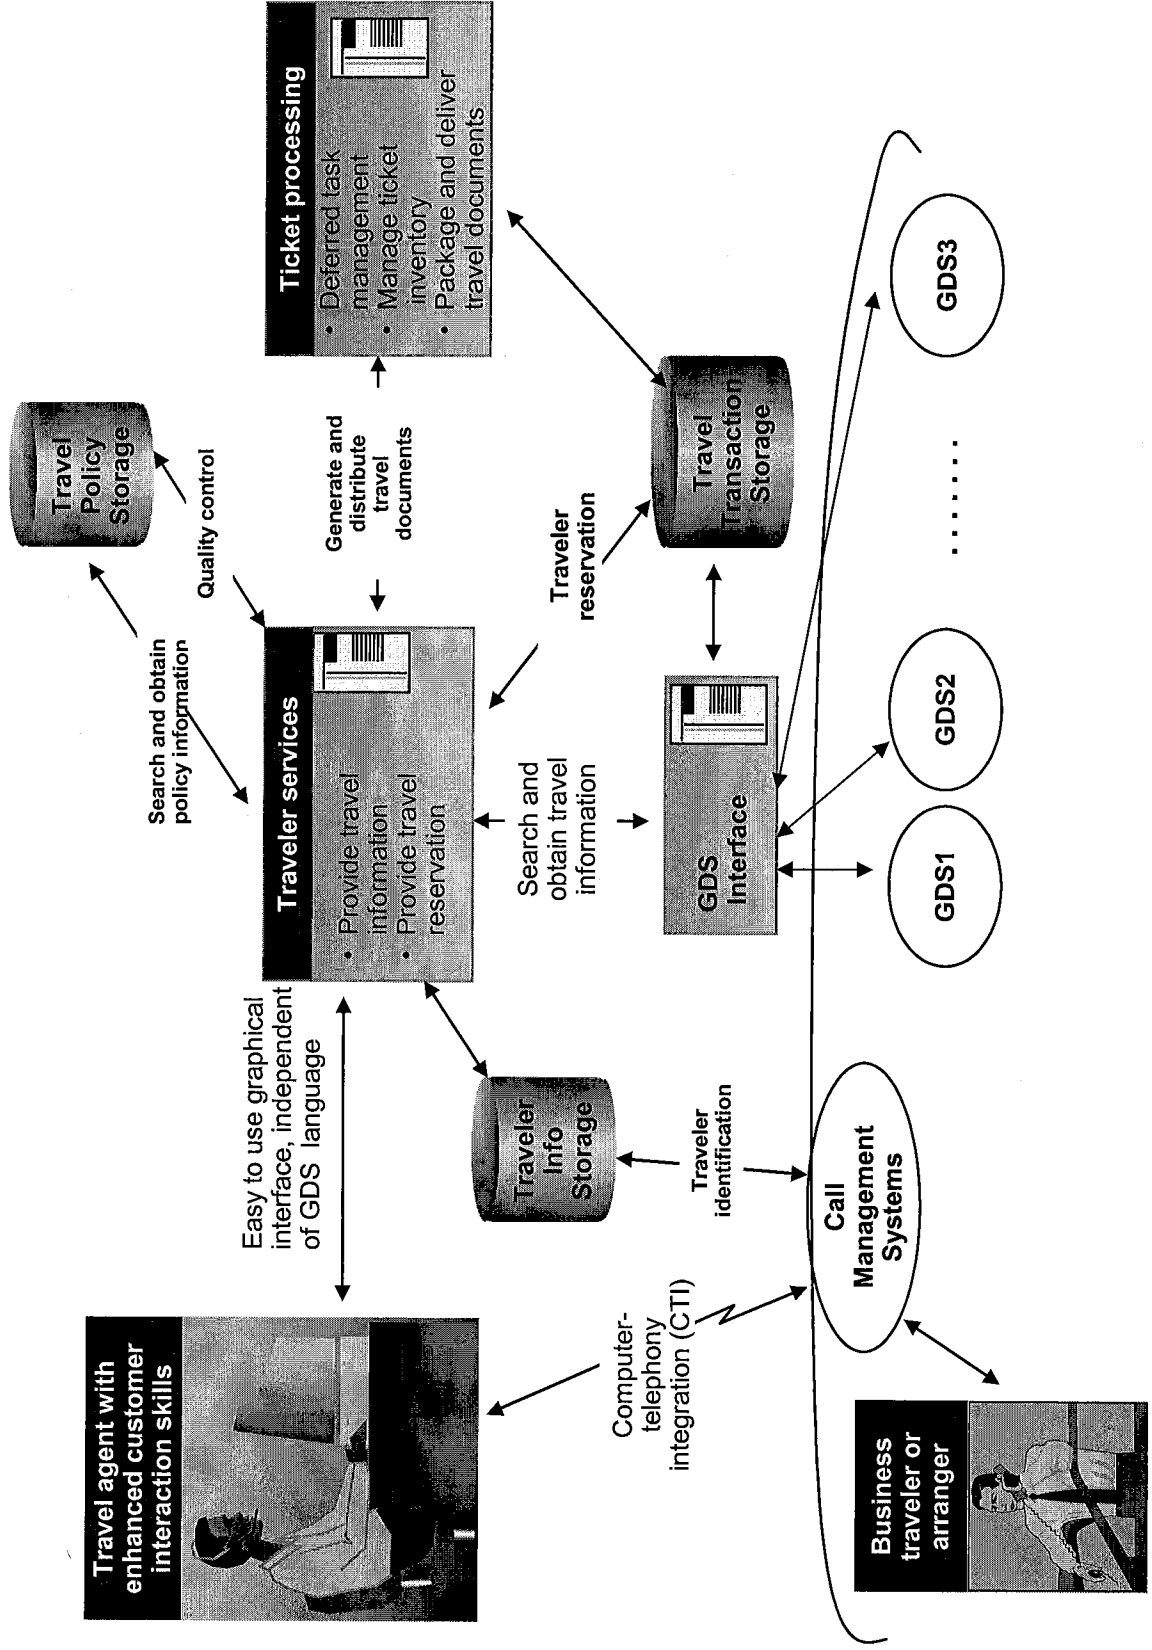 Travel agent with
enhanced customer
interaction skills
Easy to use graphical
interface, independent
of GDS language
Search and obtain
policy information
Travel
Policy
Storage
Quality control
Traveler services
• Provide travel
information
• Provide travel
reservation
Generate and
distribute
travel
documents
Ticket processing
• Deferred task
management
• Manage ticket
inventory
• Package and deliver
travel documents
Traveler
Info
Storage
Search and
obtain travel
information
Traveler
reservation
Computer-
telephony
integration (CTI)
Traveler
identification
GDS
Interface
Travel
Transaction
Storage
Business
traveler or
arranger
Call
Management
Systems
GDS1
GDS2
.......
GDS3